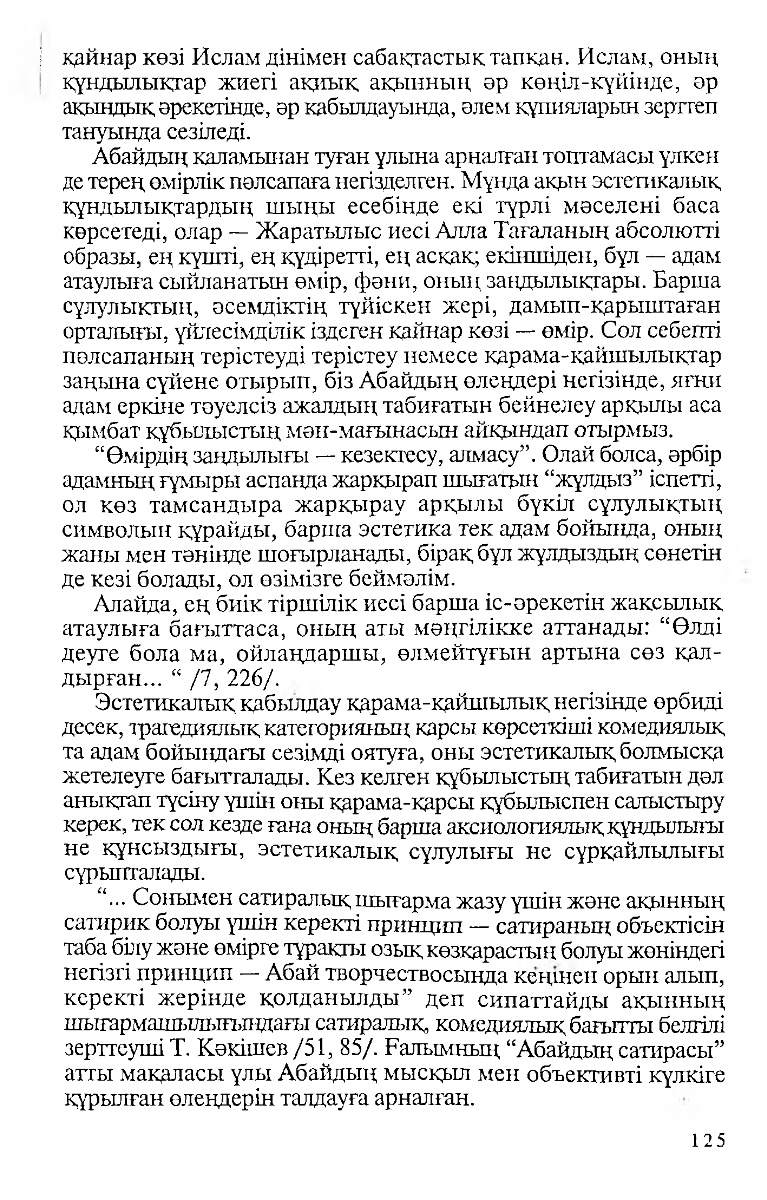 қайнар көзі Ислам дінімен сабақтастық тапқан. Ислам, оның
құндылықтар жиегі ақиық ақынның әр көңіл-күйінде, әр
ақындық әрекетінде, әр қабылдауында, әлем құпияларын зерттеп
тануында сезіледі.
Абайдың қаламынан туған ұлына арналған топтамасы үлкен
де терең өмірлік пәлсапаға негізделген. Мұнда ақын эстетикалық
құндылықтардың шыңы есебінде екі түрлі мәселені баса
көрсетеді, олар — Жаратылыс иесі Алла Тағаланың абсолютті
образы, ең күшті, ең құдіретті, ең асқақ; екіншіден, бұл — адам
атаулыға сыйланатын өмір, фәни, оның заңдылықтары. Барша
сұлулықтың, әсемдіктің түйіскен жері, дамып-қарыштаған
орталығы, үйлесімділік іздеген қайнар көзі — өмір. Сол себепті
пәлсапаның терістеуді терістеу немесе қарама-қайшылықтар
заңына сүйене отырып, біз Абайдың өлеңдері негізінде, яғни
адам еркіне тәуелсіз ажалдың табиғатын бейнелеу арқылы аса
қымбат құбылыстың мән-мағынасын айқындап отырмыз.
“Өмірдің заңдылығы — кезектесу, алмасу”. Олай болса, әрбір
адамның ғұмыры аспанда жарқырап шығатын “жұлдыз” іспетті,
ол көз тамсандыра жарқырау арқылы бүкіл сұлулықтың
символын құрайды, барша эстетика тек адам бойында, оның
жаны мен тәнінде шоғырланады, бірақ бұл жұлдыздың сөнетін
де кезі болады, ол өзімізге беймәлім.
Алайда, ең биік тіршілік иесі барша іс-әрекетін жақсылық
атаулыға бағыттаса, оның аты мәңгілікке аттанады: “Өлді
деуге бола ма, ойлаңдаршы, өлмейтұғын артына сөз қал-
дырған... “ /7, 226/.
Эстетикалық қабылдау қарама-қайшылық негізінде өрбиді
десек, трагедиялық категорияның қарсы көрсеткіші комедиялық
та адам бойындағы сезімді оятуға, оны эстетикалық болмысқа
жетелеуге бағытталады. Кез келген құбылыстың табиғатын дәл
анықтап түсіну үшін оны қарама-қарсы құбылыспен салыстыру
керек, тек сол кезде ғана оның барша аксиологиялық құндылығы
не құнсыздығы, эстетикалық сұлулығы не сұрқайлылығы
сұрыпталады.
“... Сонымен сатиралық шығарма жазу үшін және ақынның
сатирик болуы үшін керекті принцип — сатираның объектісін
таба білу және өмірге тұрақты озық көзқарастың болуы жөніндегі
негізгі принцип — Абай творчествосында кеңінен орын алып,
керекті жерінде қолданылды” деп сипаттайды ақынның
шығармашылығындағы сатиралық, комедиялық бағытты белгілі
зерттеуші Т. Кәкішев /51, 85/. Ғалымның “Абайдың сатирасы”
атты мақаласы ұлы Абайдың мысқыл мен объективті күлкіге
құрылған өлеңдерін талдауға арналған.
125